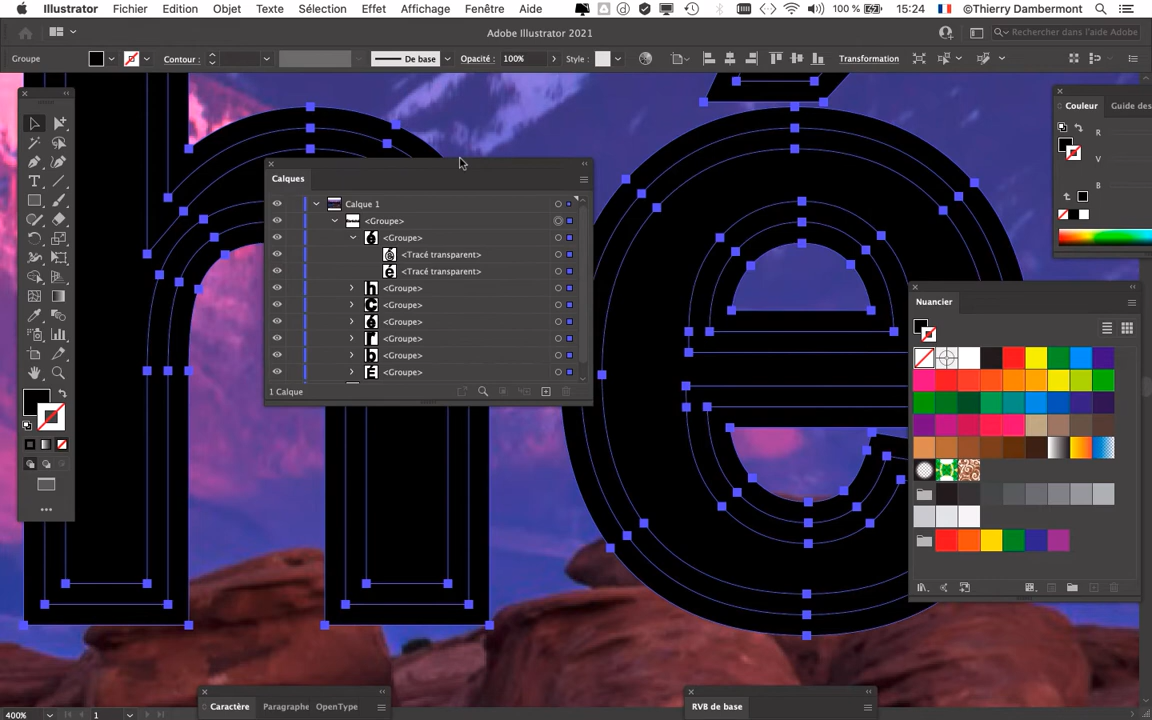 Illustrator Fichier Edition Objet Texte Sélection Effet Affichage Fenêtre Aide 100 % 15:24 ©Thierry Dambermont
Adobe Illustrator 2021 Rechercher dans l'aide Adobe
Groupe Contour : De base Opacité : 100% Style : Transformation
Couleur Guide des
R
V
B
Calques
Calque 1
<Groupe>
<Groupe>
<Tracé transparent>
<Tracé transparent>
<Groupe>
<Groupe>
<Groupe>
<Groupe>
<Groupe>
<Groupe>
1 Calque
Nuancier
né
400% 1 Caractère Paragraphe OpenType RVB de base